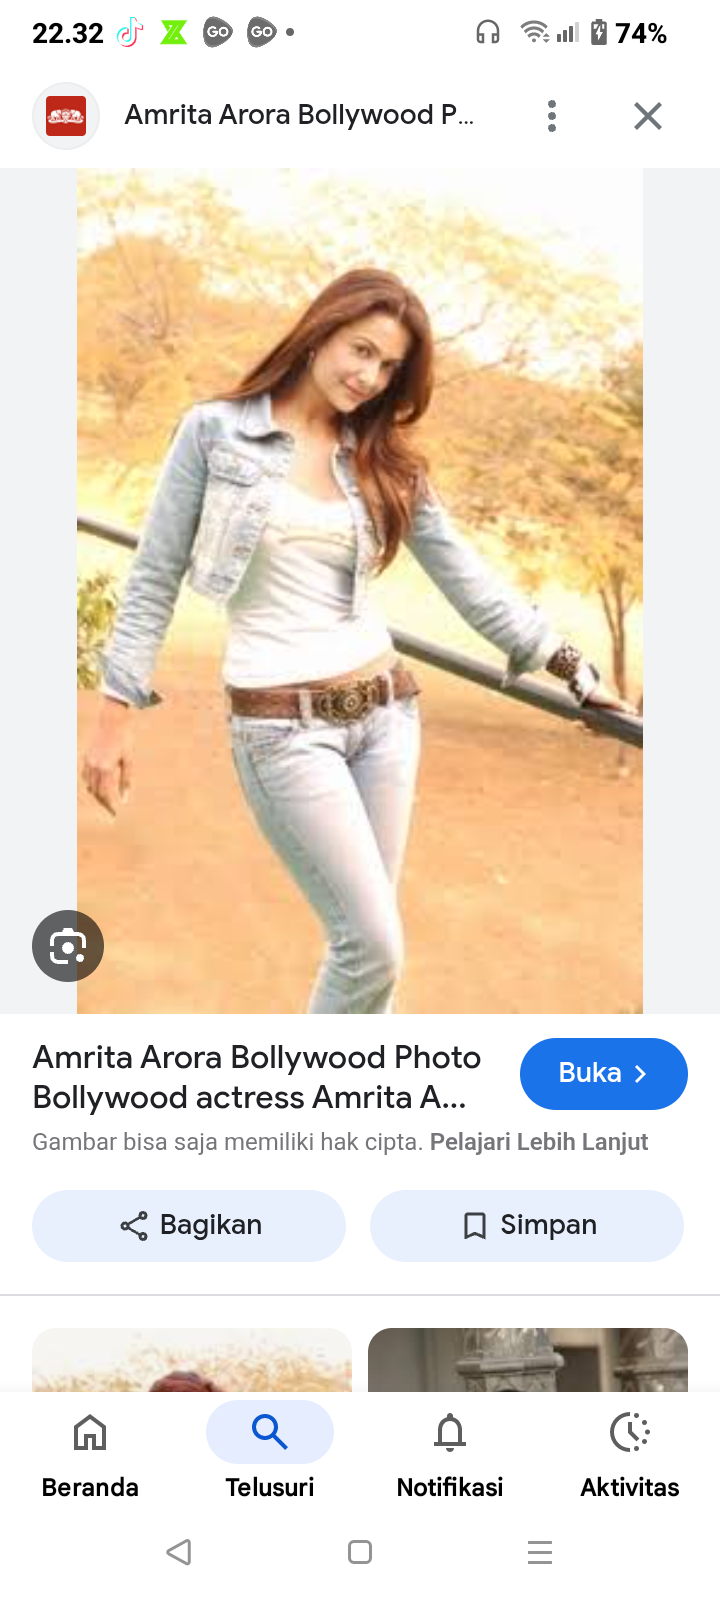 22.32 GO GO 74%
Amrita Arora Bollywood P...
Amrita Arora Bollywood Photo
Bollywood actress Amrita A...
Buka
Gambar bisa saja memiliki hak cipta. Pelajari Lebih Lanjut
Bagikan Simpan
Beranda Telusuri Notifikasi Aktivitas